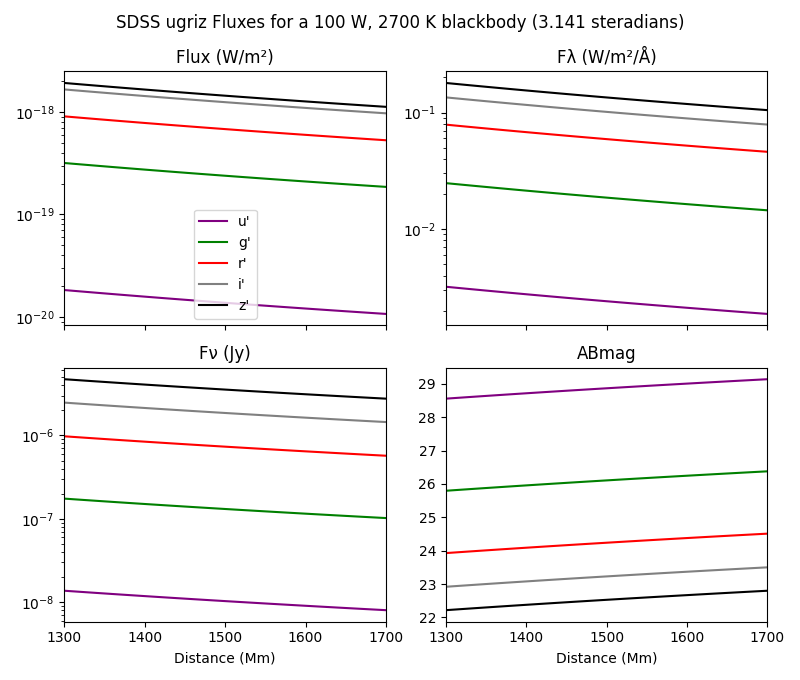 SDSS ugriz Fluxes for a 100 W, 2700 K blackbody (3.141 steradians)
Flux (W/m²)
Fλ (W/m²/Å)
10⁻¹⁸
10⁻¹⁹
10⁻²⁰
u'
g'
r'
i'
z'
10⁻¹
10⁻²
Fν (Jy)
ABmag
10⁻⁶
10⁻⁷
10⁻⁸
1300 1400 1500 1600 1700
Distance (Mm)
29
28
27
26
25
24
23
22
1300 1400 1500 1600 1700
Distance (Mm)